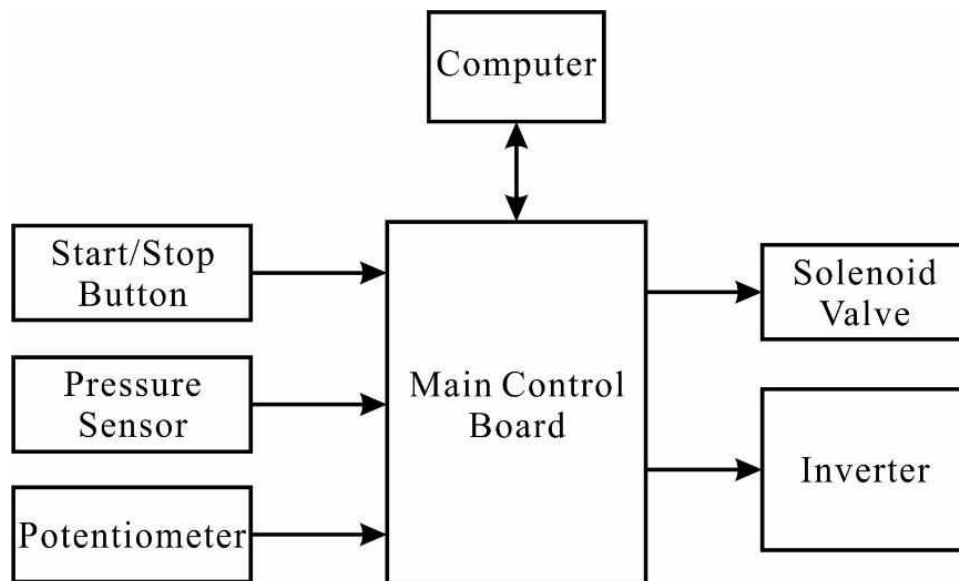 Computer
Start/Stop
Button
Pressure
Sensor
Potentiometer
Main Control
Board
Solenoid
Valve
Inverter